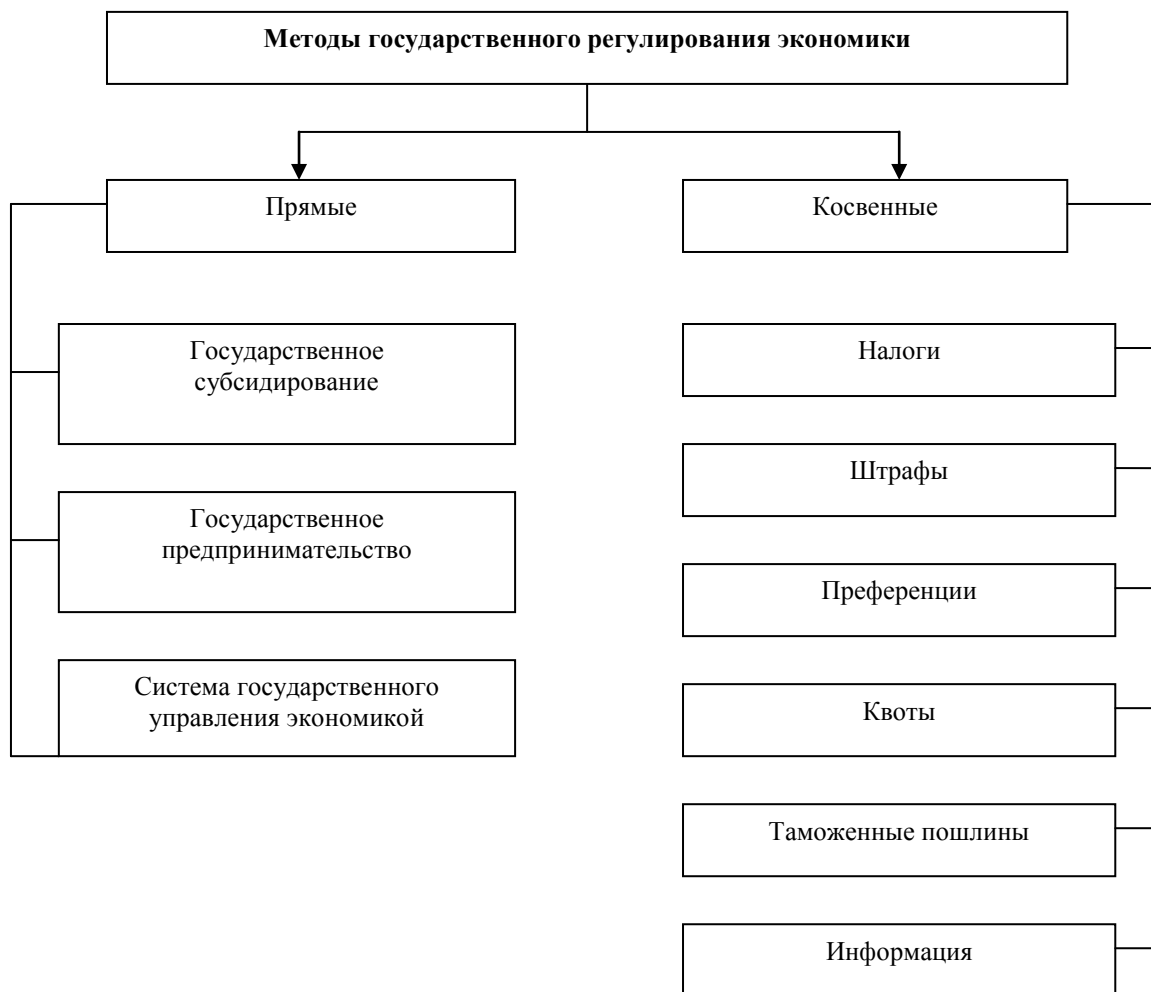 Методы государственного регулирования экономики
Прямые
Косвенные
Государственное
субсидирование
Государственное
предпринимательство
Система государственного
управления экономикой
Налоги
Штрафы
Преференции
Квоты
Таможенные пошлины
Информация